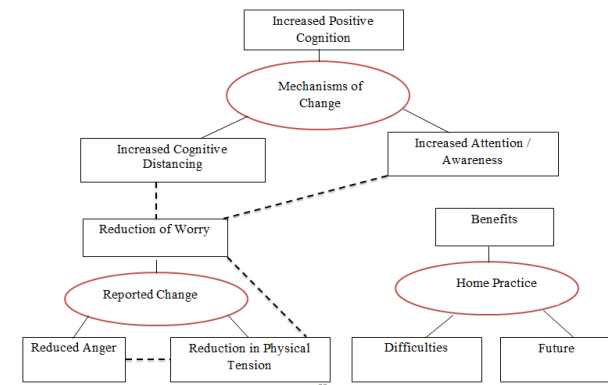 Increased Positive
Cognition
Mechanisms of
Change
Increased Cognitive
Distancing
Increased Attention /
Awareness
Reduction of Worry
Benefits
Reported Change
Home Practice
Reduced Anger
Reduction in Physical
Tension
Difficulties
Future